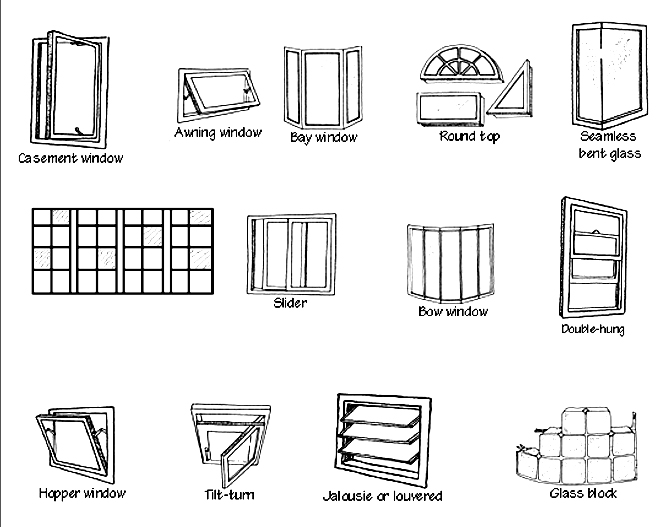 Casement window
Awning window
Bay window
Round top
Seamless
bent glass
Slider
Bow window
Double-hung
Hopper window
Tilt-turn
Jalousie or louvered
Glass block